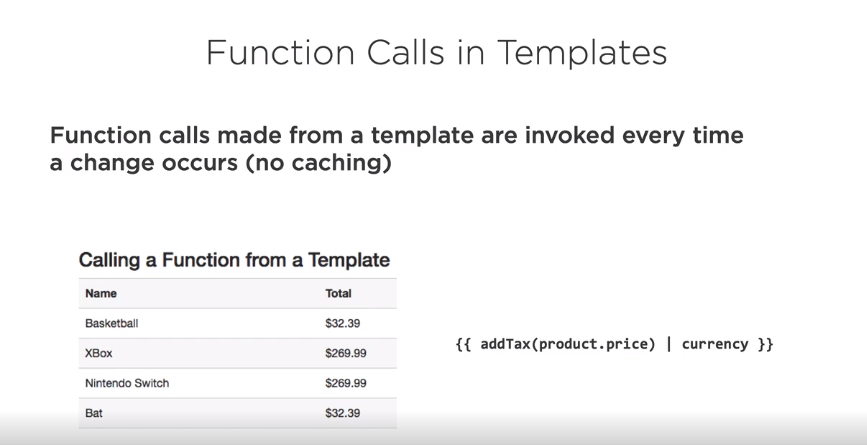 Function Calls in Templates
Function calls made from a template are invoked every time
a change occurs (no caching)
Calling a Function from a Template
Name Total
Basketball $32.39
XBox $269.99
Nintendo Switch $269.99
Bat $32.39
{{ addTax(product.price) | currency }}